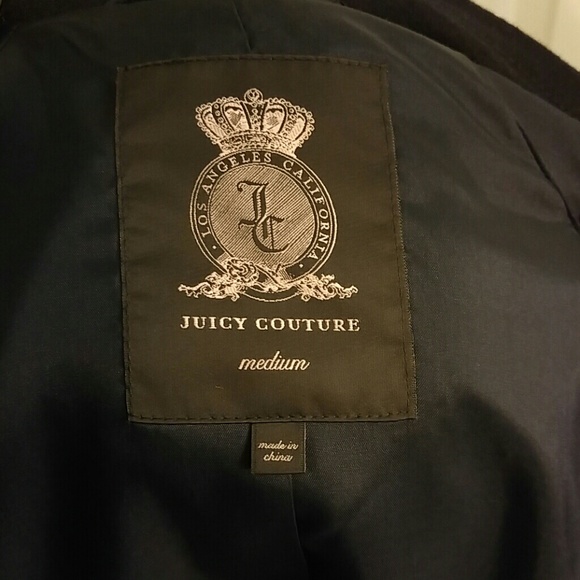 LOS ANGELES CALIFORNIA
JC
JUICY COUTURE
medium
made in
china